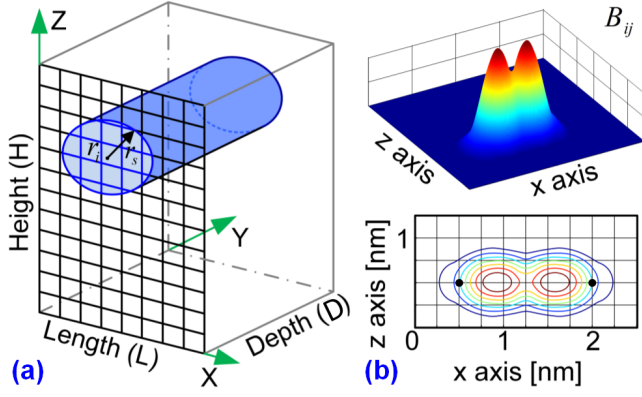 Z
Height (H)
r_i
r_s
Y
Length (L)
Depth (D)
X
(a)
B_ij
z axis
x axis
1
z axis [nm]
0
1
2
x axis [nm]
(b)